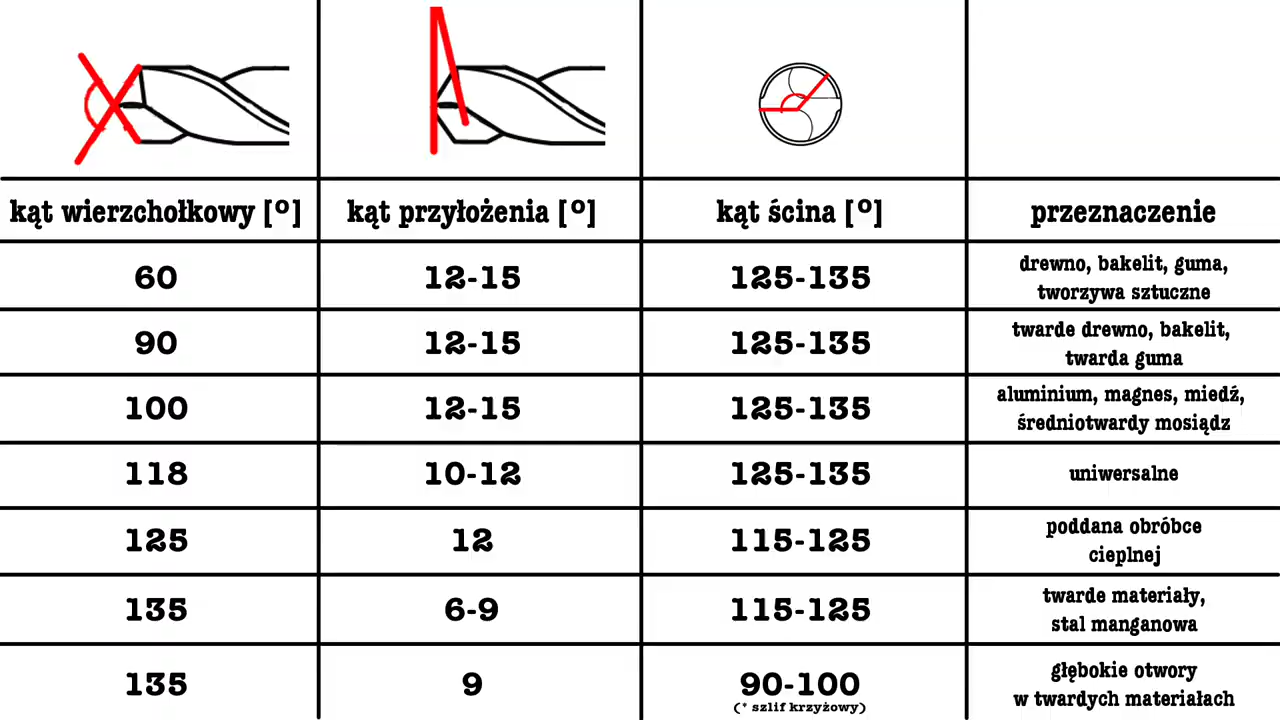 kąt wierzchołkowy [º] kąt przyłożenia [º] kąt ścina [º] przeznaczenie
60 12-15 125-135 drewno, bakelit, guma,
tworzywa sztuczne
90 12-15 125-135 twarde drewno, bakelit,
twarda guma
100 12-15 125-135 aluminium, magnes, miedź,
średniotwardy mosiądz
118 10-12 125-135 uniwersalne
125 12 115-125 poddana obróbce
cieplnej
135 6-9 115-125 twarde materiały,
stal manganowa
135 9 90-100 głębokie otwory
(* szlif krzyżowy) w twardych materiałach